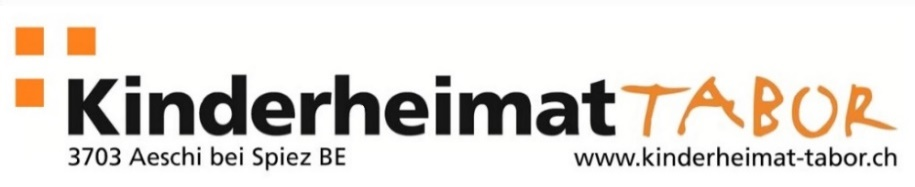 Kinderheimat TABOR
3703 Aeschi bei Spiez BE www.kinderheimat-tabor.ch